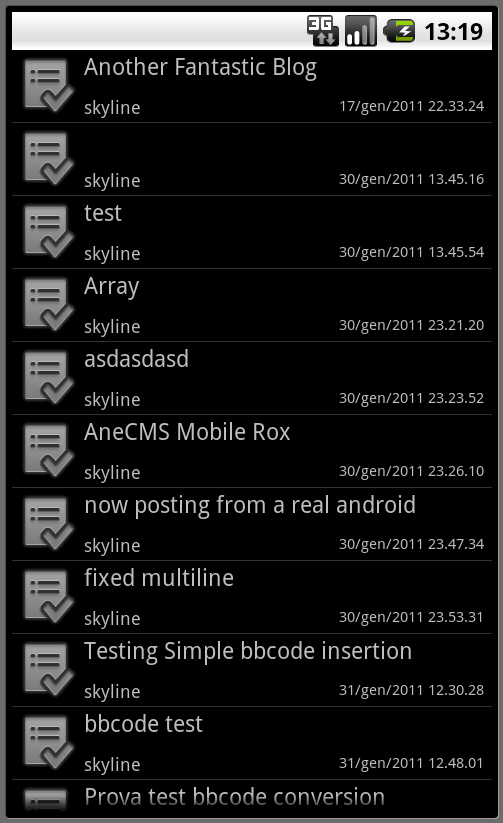 3G 13:19
Another Fantastic Blog
skyline 17/gen/2011 22.33.24
skyline 30/gen/2011 13.45.16
test
skyline 30/gen/2011 13.45.54
Array
skyline 30/gen/2011 23.21.20
asdasdasd
skyline 30/gen/2011 23.23.52
AneCMS Mobile Rox
skyline 30/gen/2011 23.26.10
now posting from a real android
skyline 30/gen/2011 23.47.34
fixed multiline
skyline 30/gen/2011 23.53.31
Testing Simple bbcode insertion
skyline 31/gen/2011 12.30.28
bbcode test
skyline 31/gen/2011 12.48.01
Prova test bbcode conversion